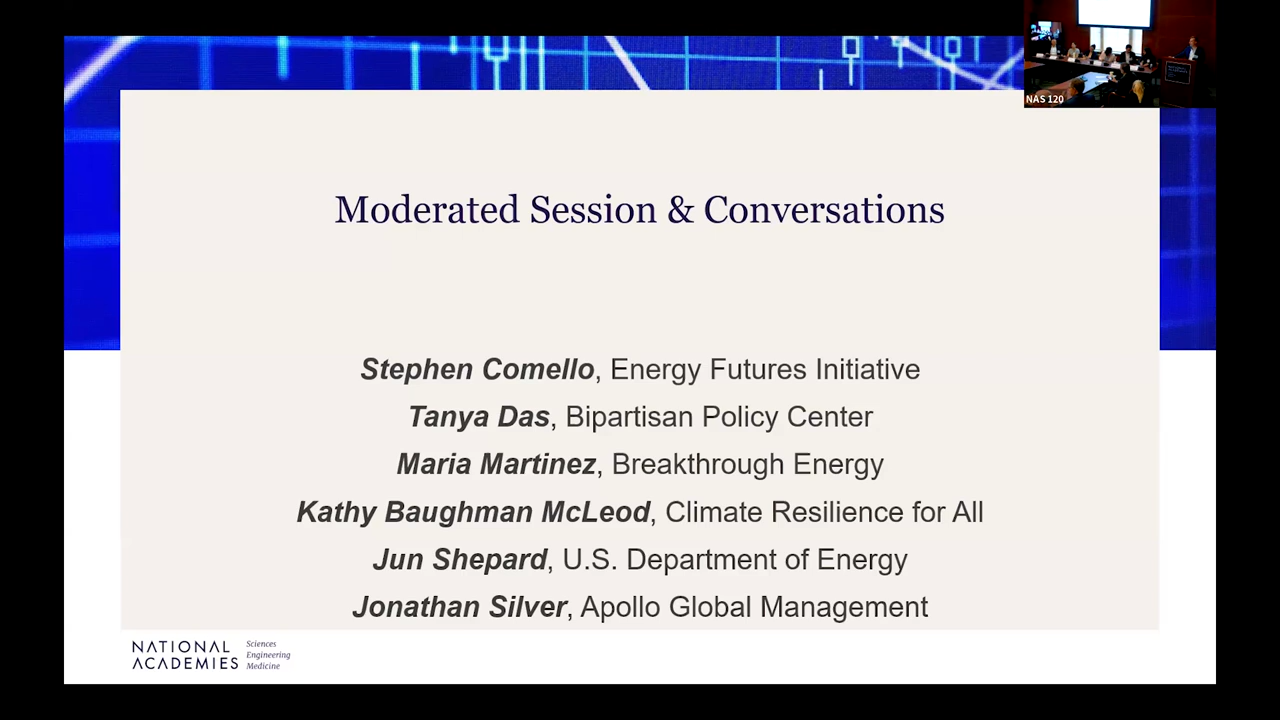 NAS 120
Moderated Session & Conversations
Stephen Comello, Energy Futures Initiative
Tanya Das, Bipartisan Policy Center
Maria Martinez, Breakthrough Energy
Kathy Baughman McLeod, Climate Resilience for All
Jun Shepard, U.S. Department of Energy
Jonathan Silver, Apollo Global Management
NATIONAL ACADEMIES
Sciences
Engineering
Medicine